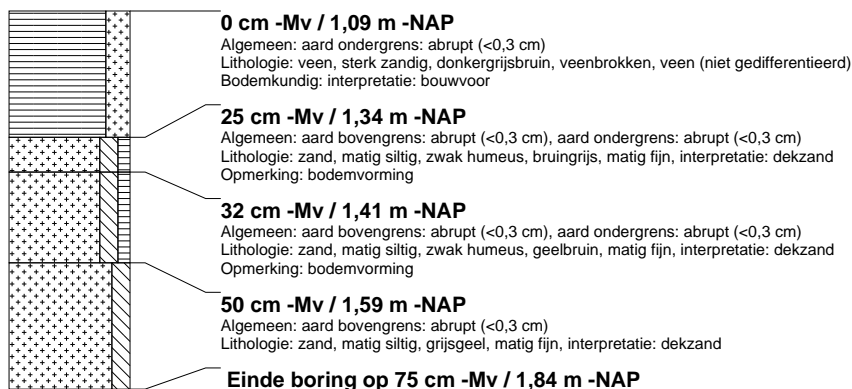 0 cm -Mv / 1,09 m -NAP
Algemeen: aard ondergrens: abrupt (<0,3 cm)
Lithologie: veen, sterk zandig, donkergrijsbruin, veenbrokken, veen (niet gedifferentieerd)
Bodemkundig: interpretatie: bouwvoor
25 cm -Mv / 1,34 m -NAP
Algemeen: aard bovengrens: abrupt (<0,3 cm), aard ondergrens: abrupt (<0,3 cm)
Lithologie: zand, matig siltig, zwak humeus, bruingrijs, matig fijn, interpretatie: dekzand
Opmerking: bodemvorming
32 cm -Mv / 1,41 m -NAP
Algemeen: aard bovengrens: abrupt (<0,3 cm), aard ondergrens: abrupt (<0,3 cm)
Lithologie: zand, matig siltig, zwak humeus, geelbruin, matig fijn, interpretatie: dekzand
Opmerking: bodemvorming
50 cm -Mv / 1,59 m -NAP
Algemeen: aard bovengrens: abrupt (<0,3 cm)
Lithologie: zand, matig siltig, grijsgeel, matig fijn, interpretatie: dekzand
Einde boring op 75 cm -Mv / 1,84 m -NAP